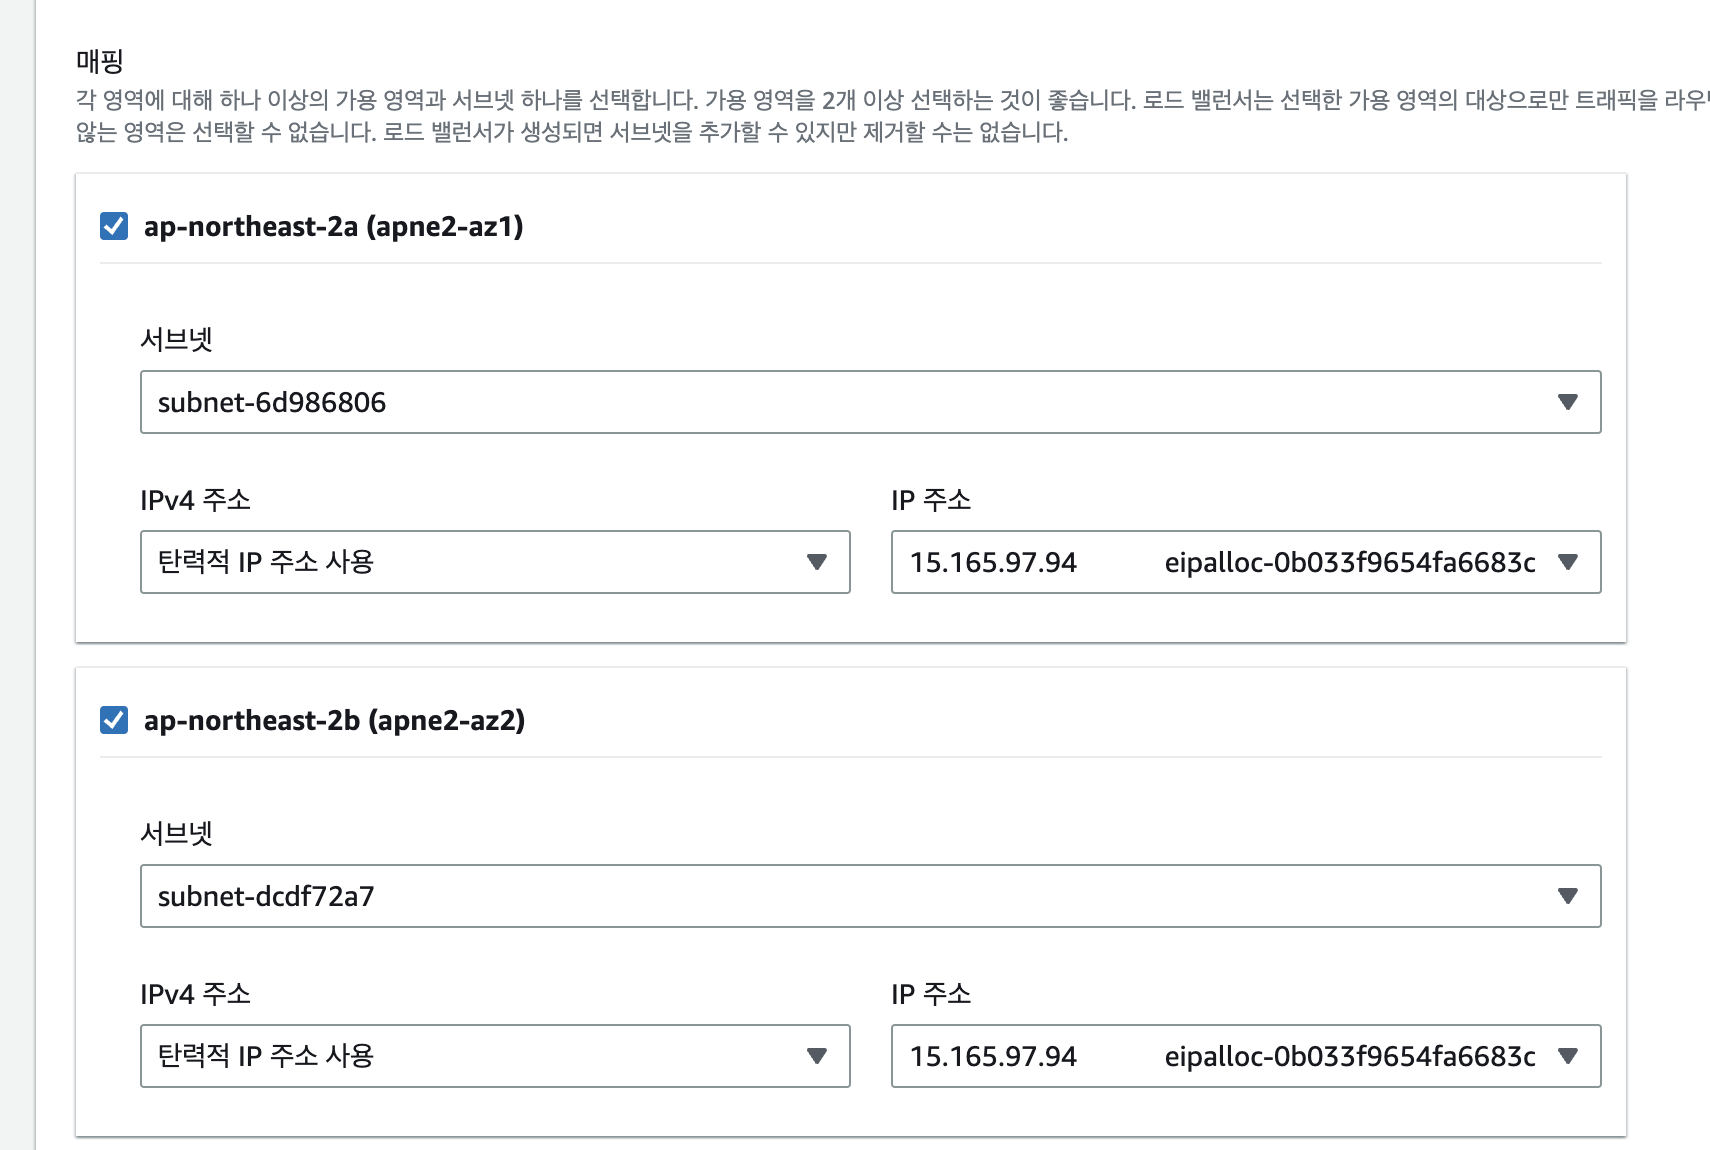 매핑
각 영역에 대해 하나 이상의 가용 영역과 서브넷 하나를 선택합니다. 가용 영역을 2개 이상 선택하는 것이 좋습니다. 로드 밸런서는 선택한 가용 영역의 대상으로만 트래픽을
않는 영역은 선택할 수 없습니다. 로드 밸런서가 생성되면 서브넷을 추가할 수 있지만 제거할 수는 없습니다.
ap-northeast-2a (apne2-az1)
서브넷
subnet-6d986806
IPv4 주소 IP 주소
탄력적 IP 주소 사용 15.165.97.94 eipalloc-0b033f9654fa6683c
ap-northeast-2b (apne2-az2)
서브넷
subnet-dcdf72a7
IPv4 주소 IP 주소
탄력적 IP 주소 사용 15.165.97.94 eipalloc-0b033f9654fa6683c